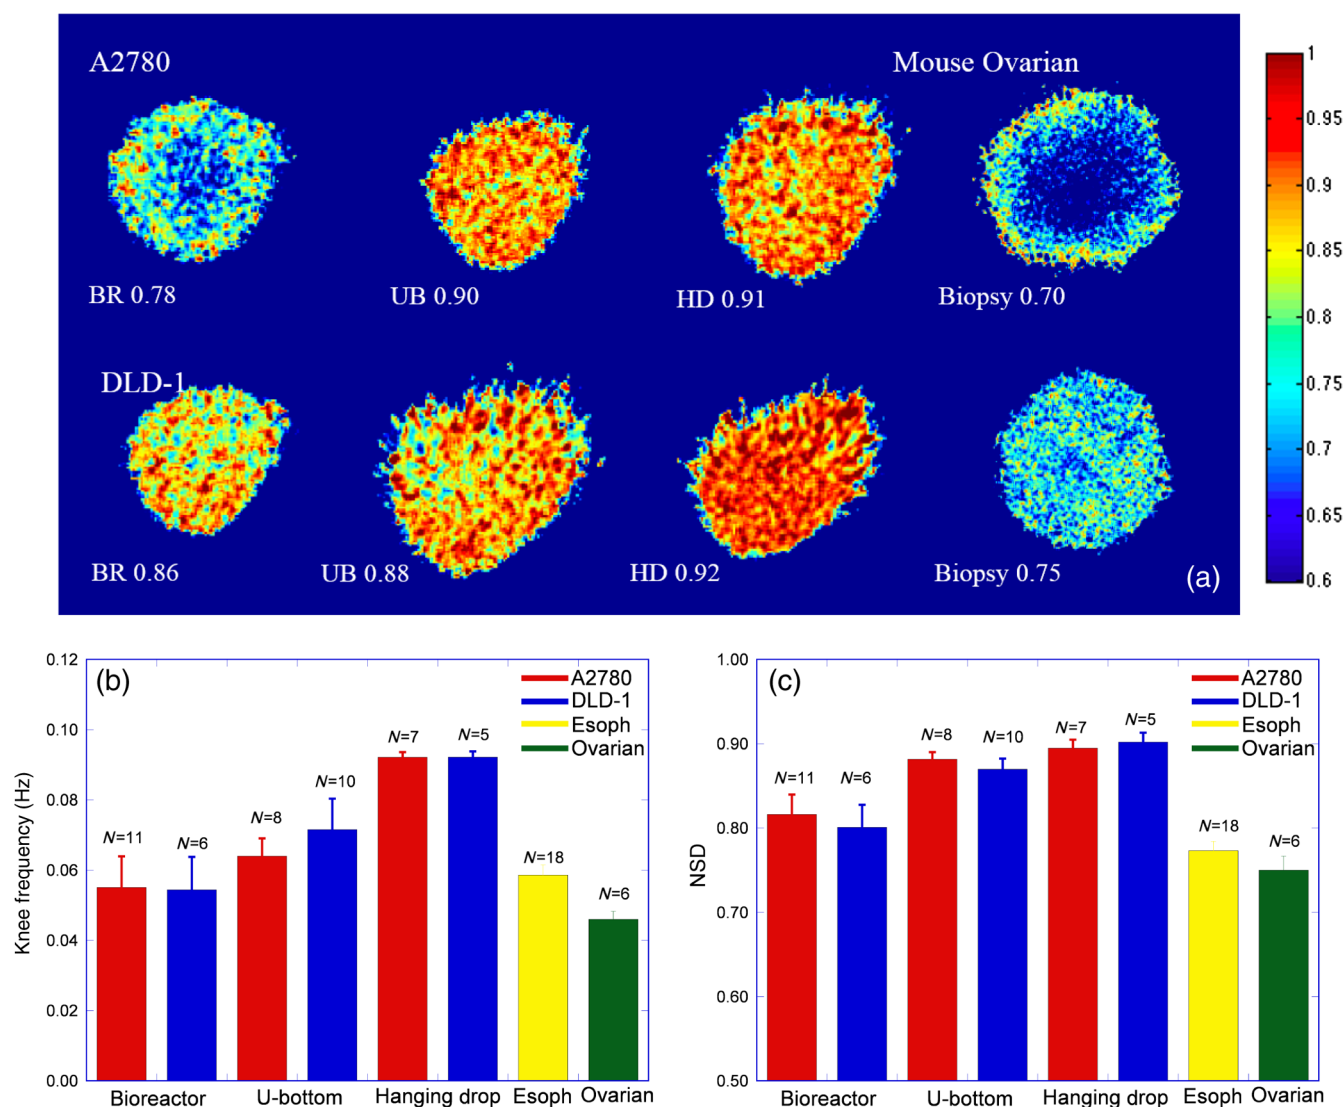 A2780
Mouse Ovarian
BR 0.78
UB 0.90
HD 0.91
Biopsy 0.70
DLD-1
BR 0.86
UB 0.88
HD 0.92
Biopsy 0.75
(a)
1
0.95
0.9
0.85
0.8
0.75
0.7
0.65
0.6
(b)
Knee frequency (Hz)
0.12
0.10
0.08
0.06
0.04
0.02
0.00
A2780
DLD-1
Esoph
Ovarian
N=11
N=6
N=8
N=10
N=7
N=5
N=18
N=6
Bioreactor
U-bottom
Hanging drop
Esoph
Ovarian
(c)
NSD
1.00
0.90
0.80
0.70
0.60
0.50
A2780
DLD-1
Esoph
Ovarian
N=11
N=6
N=8
N=10
N=7
N=5
N=18
N=6
Bioreactor
U-bottom
Hanging drop
Esoph
Ovarian